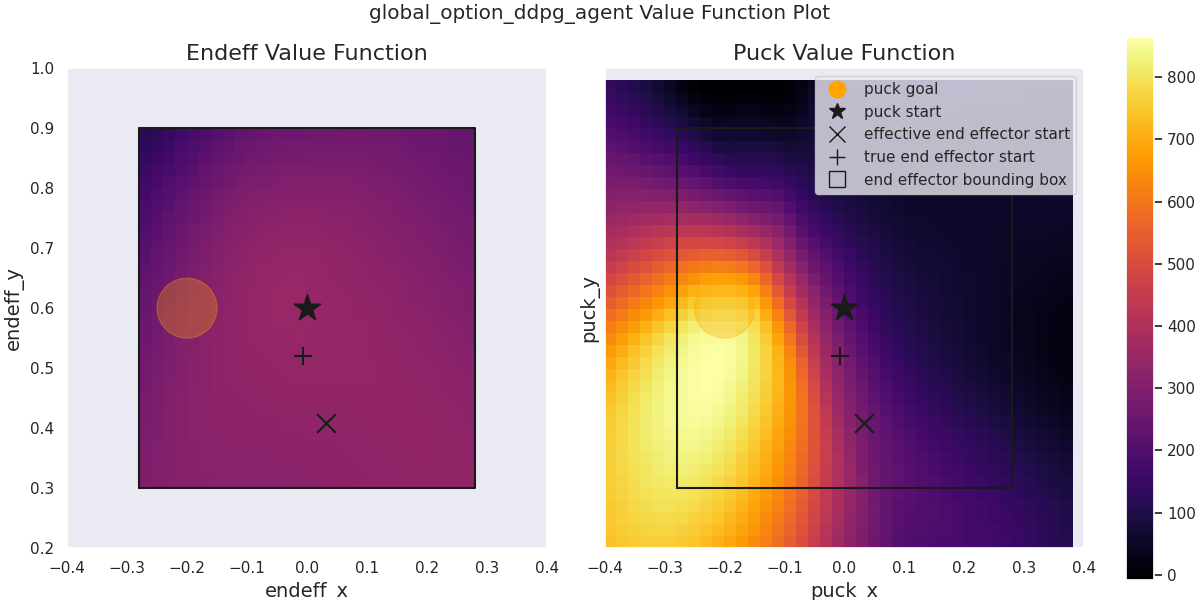 global_option_ddpg_agent Value Function Plot
Endeff Value Function
endeff_y
1.0
0.9
0.8
0.7
0.6
0.5
0.4
0.3
0.2
−0.4 −0.3 −0.2 −0.1 0.0 0.1 0.2 0.3 0.4
endeff_x
Puck Value Function
puck_y
puck goal
puck start
effective end effector start
true end effector start
end effector bounding box
−0.4 −0.3 −0.2 −0.1 0.0 0.1 0.2 0.3 0.4
puck_x
800
700
600
500
400
300
200
100
0